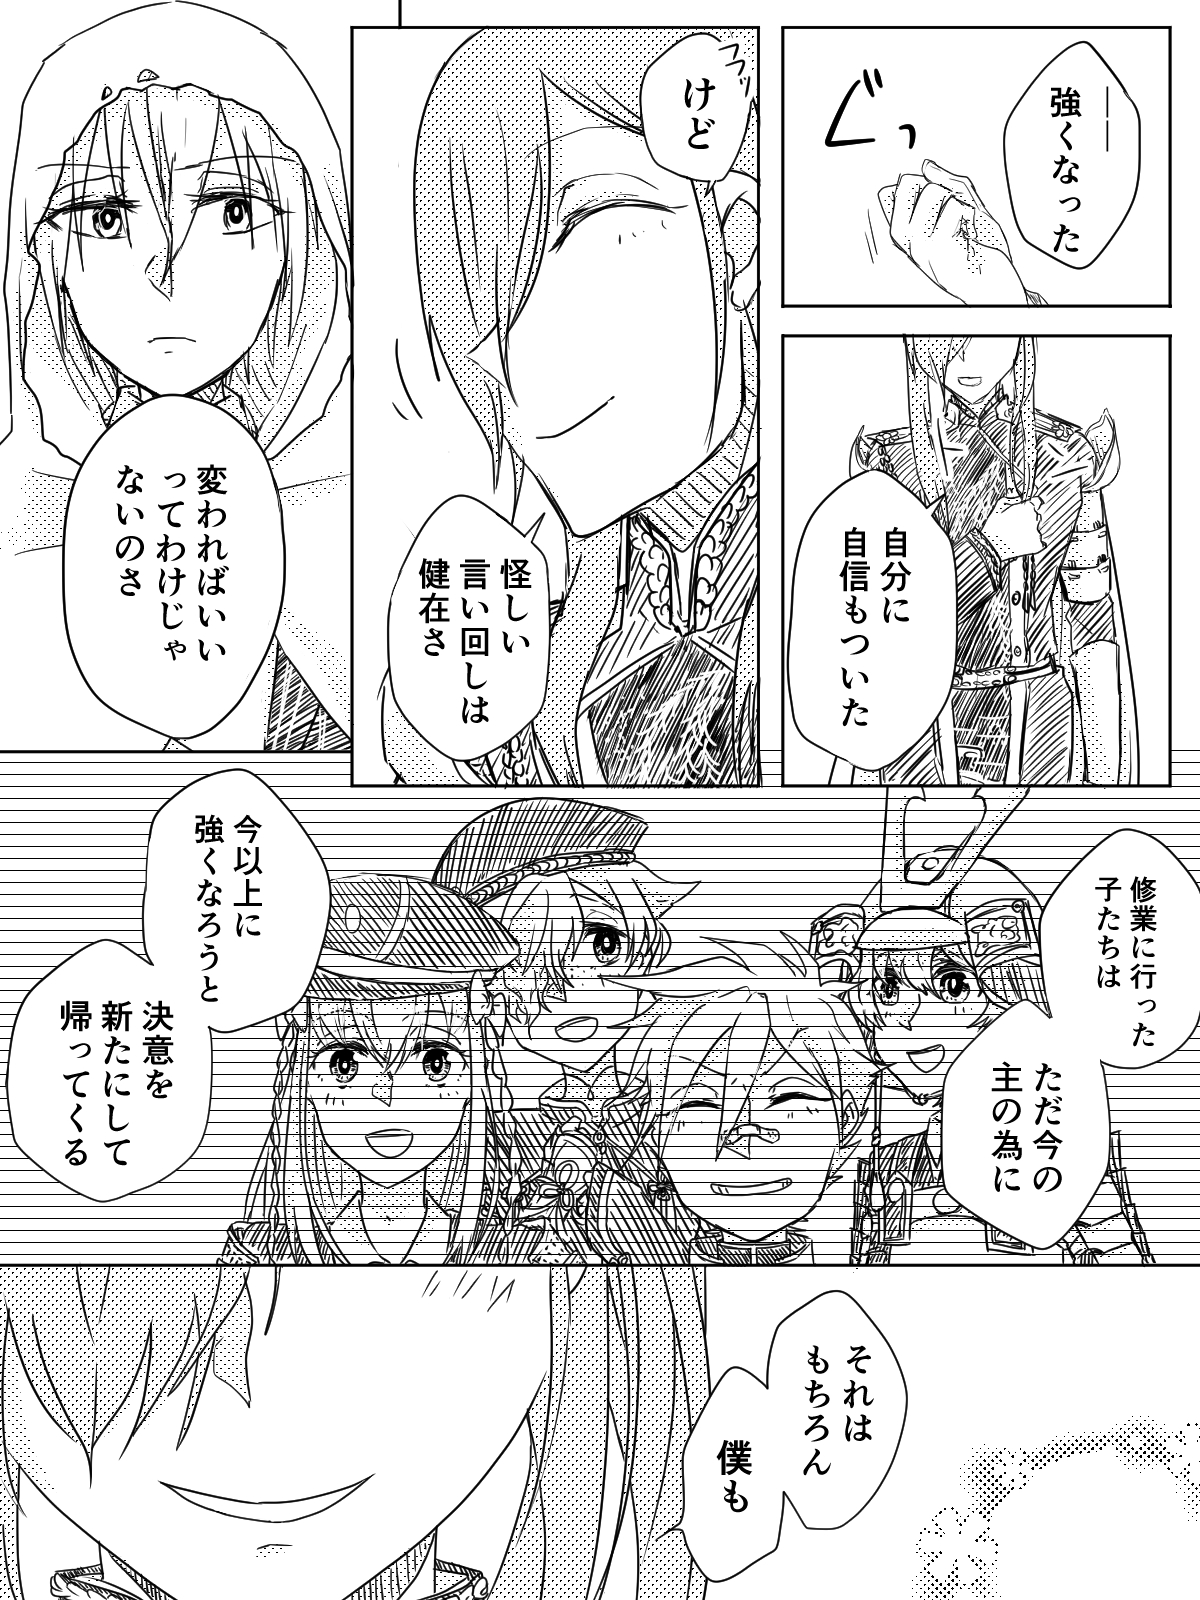 ――
強くなった
ぐっ
自分に
自信もついた
フフッ
けど
怪しい
言い回しは
健在さ
変わればいい
ってわけじゃ
ないのさ
修業に行った
子たちは
ただ今の
主の為に
今以上に
強くなろうと
決意を
新たにして
帰ってくる
それは
もちろん
僕も